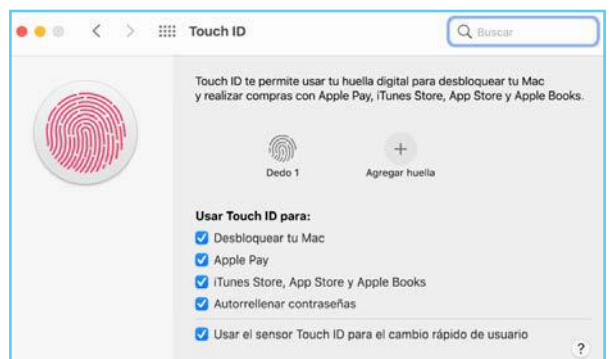 Touch ID
Buscar
Touch ID te permite usar tu huella digital para desbloquear tu Mac
y realizar compras con Apple Pay, iTunes Store, App Store y Apple Books.
Dedo 1
Agregar huella
Usar Touch ID para:
Desbloquear tu Mac
Apple Pay
iTunes Store, App Store y Apple Books
Autorrellenar contraseñas
Usar el sensor Touch ID para el cambio rápido de usuario
?